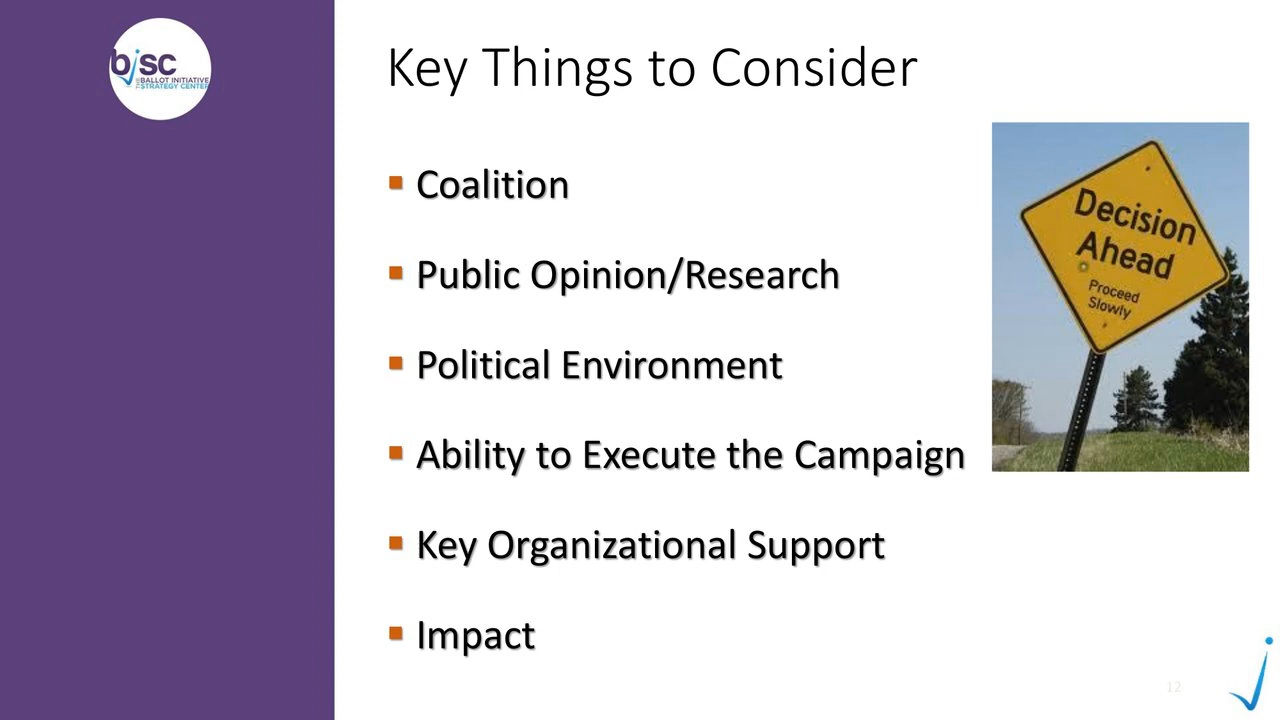 bisc
THE BALLOT INITIATIVE
STRATEGY CENTER
Key Things to Consider
Coalition
Public Opinion/Research
Political Environment
Ability to Execute the Campaign
Key Organizational Support
Impact
Decision
Ahead
Proceed
Slowly
12